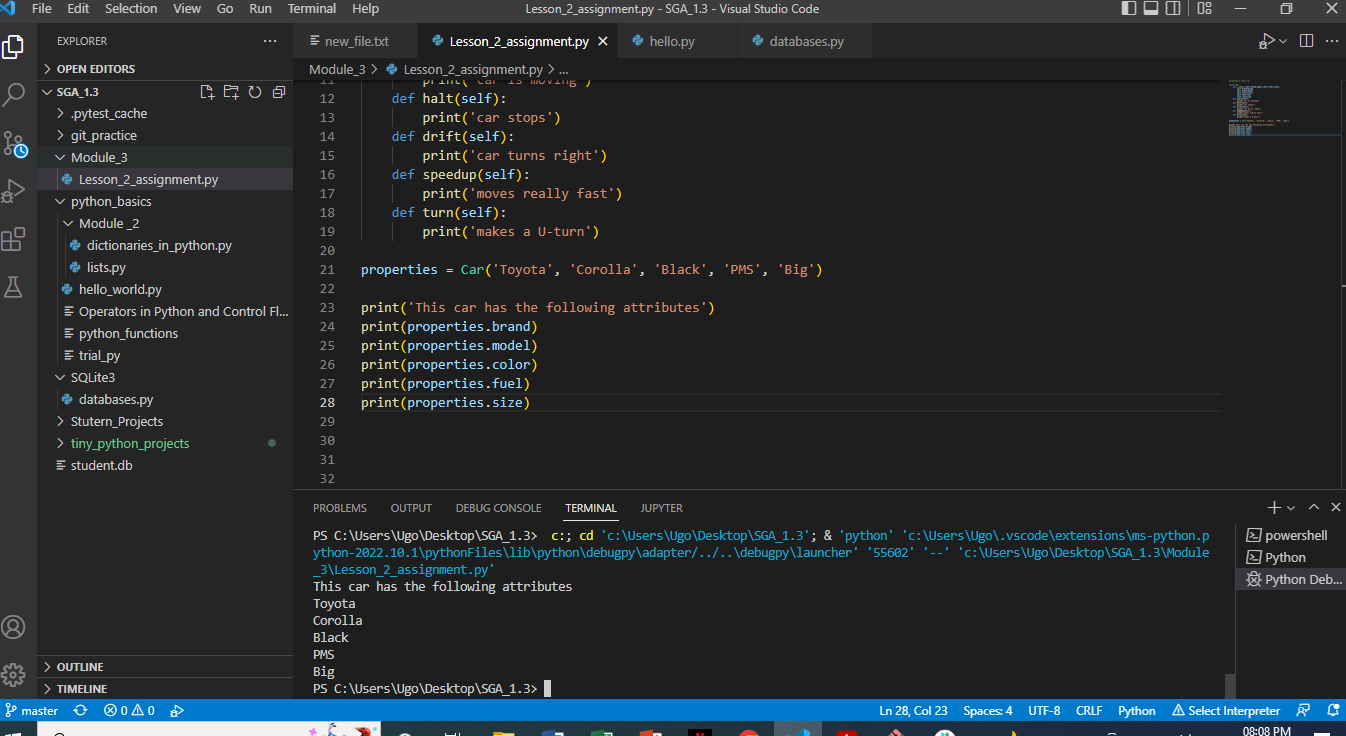 File Edit Selection View Go Run Terminal Help
Lesson_2_assignment.py - SGA_1.3 - Visual Studio Code
EXPLORER
OPEN EDITORS
SGA_1.3
.pytest_cache
git_practice
Module_3
Lesson_2_assignment.py
python_basics
Module _2
dictionaries_in_python.py
lists.py
hello_world.py
Operators in Python and Control Fl...
python_functions
trial_py
SQLite3
databases.py
Stutern_Projects
tiny_python_projects
student.db
OUTLINE
TIMELINE
new_file.txt Lesson_2_assignment.py hello.py databases.py
Module_3 > Lesson_2_assignment.py > ...
11 print('car is moving')
12 def halt(self):
13 print('car stops')
14 def drift(self):
15 print('car turns right')
16 def speedup(self):
17 print('moves really fast')
18 def turn(self):
19 print('makes a U-turn')
20
21 properties = Car('Toyota', 'Corolla', 'Black', 'PMS', 'Big')
22
23 print('This car has the following attributes')
24 print(properties.brand)
25 print(properties.model)
26 print(properties.color)
27 print(properties.fuel)
28 print(properties.size)
29
30
31
32
PROBLEMS OUTPUT DEBUG CONSOLE TERMINAL JUPYTER
PS C:\Users\Ugo\Desktop\SGA_1.3> c:; cd 'c:\Users\Ugo\Desktop\SGA_1.3'; & 'python' 'c:\Users\Ugo\.vscode\extensions\ms-python.p
ython-2022.10.1\pythonFiles\lib\python\debugpy\adapter/../..\debugpy\launcher' '55602' '--' 'c:\Users\Ugo\Desktop\SGA_1.3\Module
_3\Lesson_2_assignment.py'
This car has the following attributes
Toyota
Corolla
Black
PMS
Big
PS C:\Users\Ugo\Desktop\SGA_1.3>
powershell
Python
Python Deb...
master 0 0 Ln 28, Col 23 Spaces: 4 UTF-8 CRLF Python Select Interpreter
08:08 PM